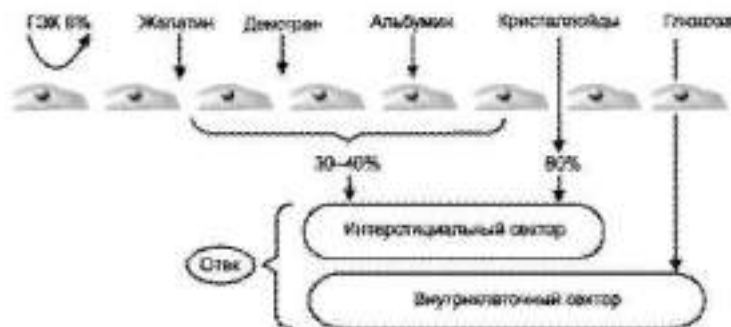 ГЭК 6% Желатин Декстран Альбумин Кристаллоиды Глюкоза
30–40% 80%
Интерстициальный сектор
Отек
Внутриклеточный сектор